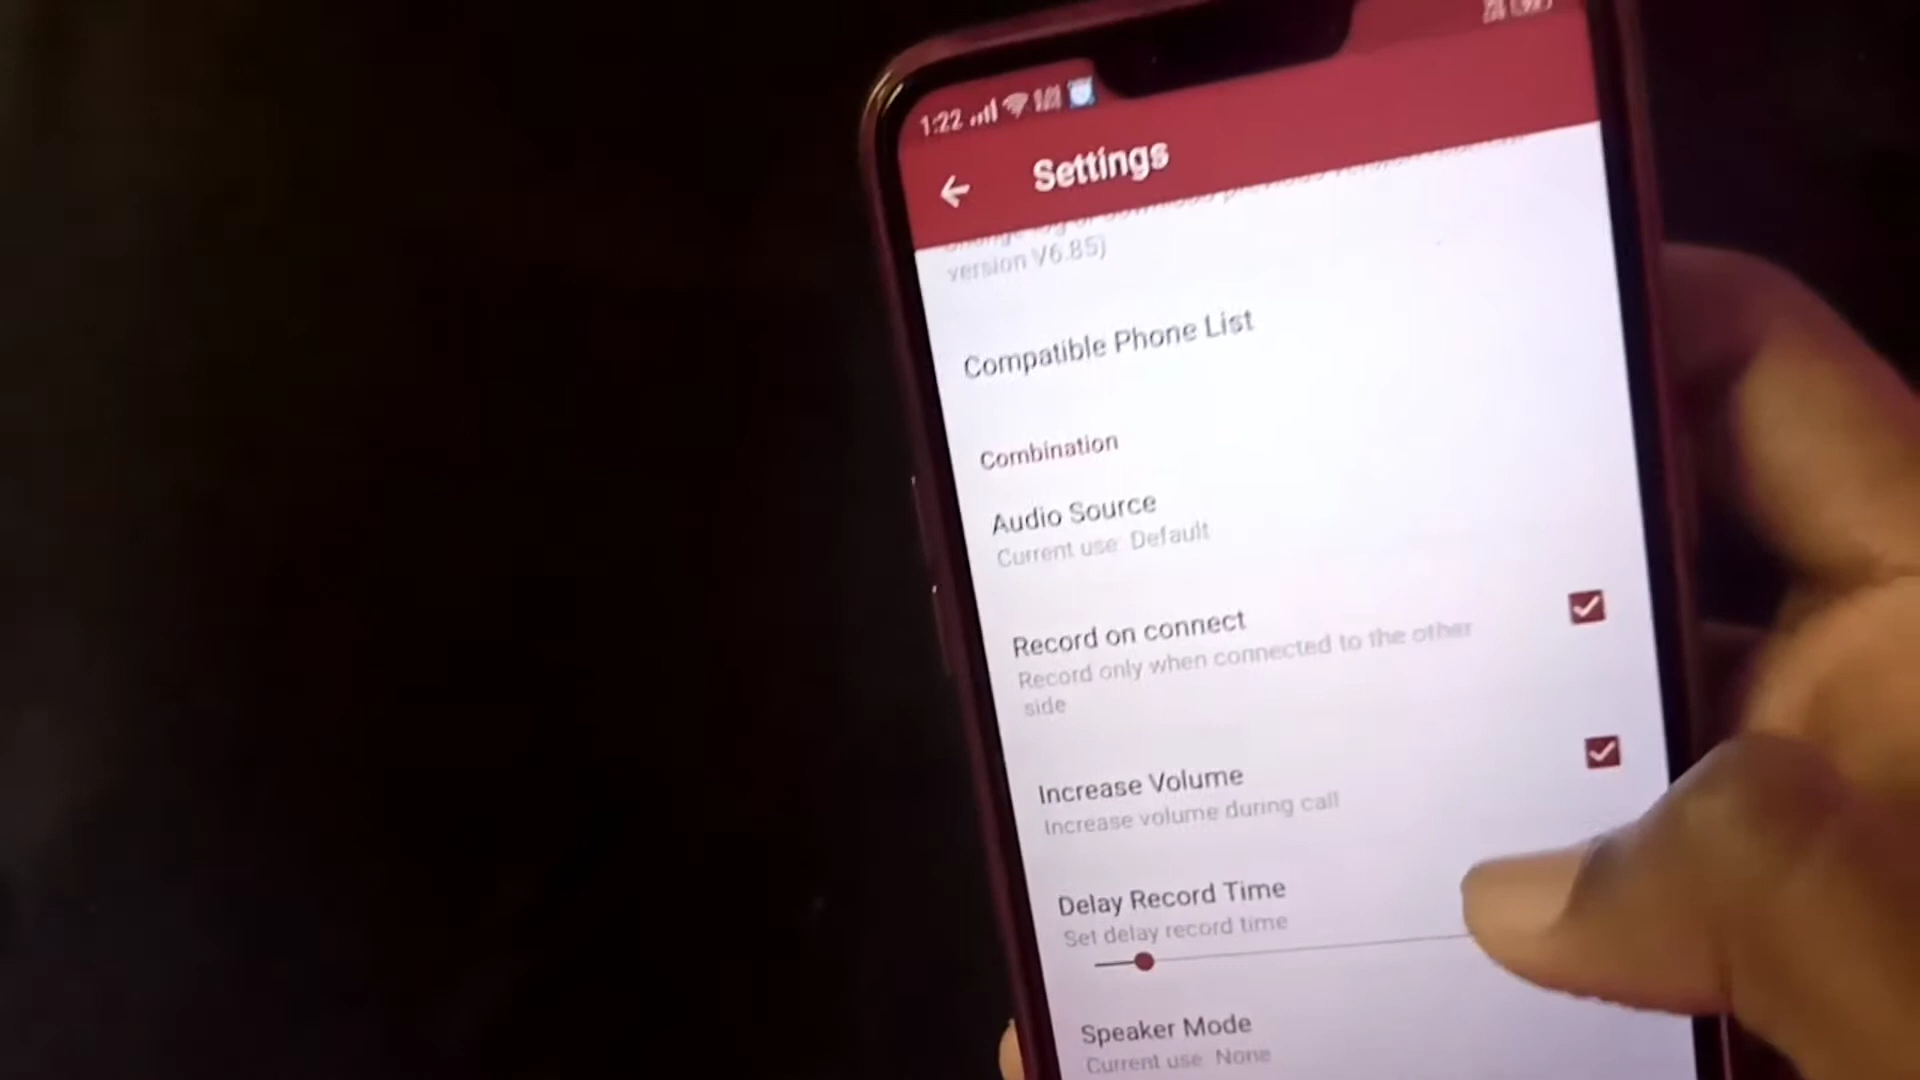 1:22
Settings
version V6.85)
Compatible Phone List
Combination
Audio Source
Current use: Default
Record on connect
Record only when connected to the other
side
Increase Volume
Increase volume during call
Delay Record Time
Set delay record time
Speaker Mode
Current use: None